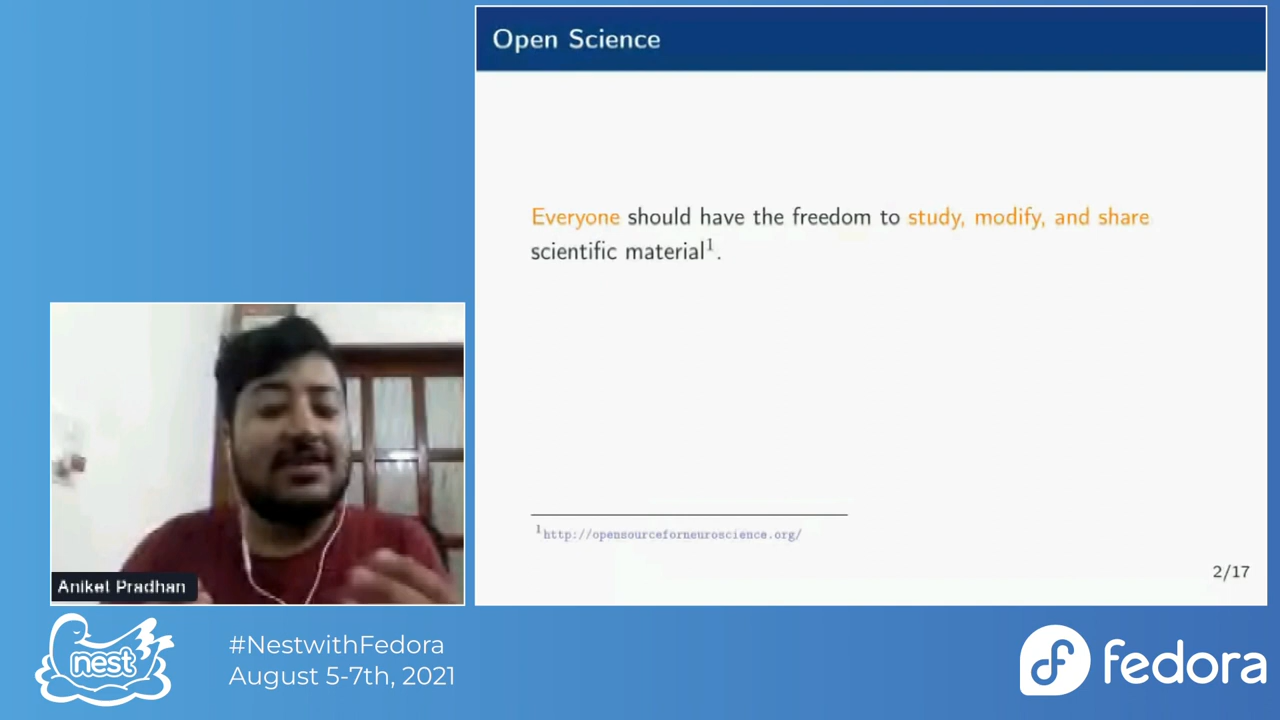 Open Science
Everyone should have the freedom to study, modify, and share
scientific material¹.
¹http://opensourceforneuroscience.org/
2/17
Aniket Pradhan
nest
#NestwithFedora
August 5-7th, 2021
fedora